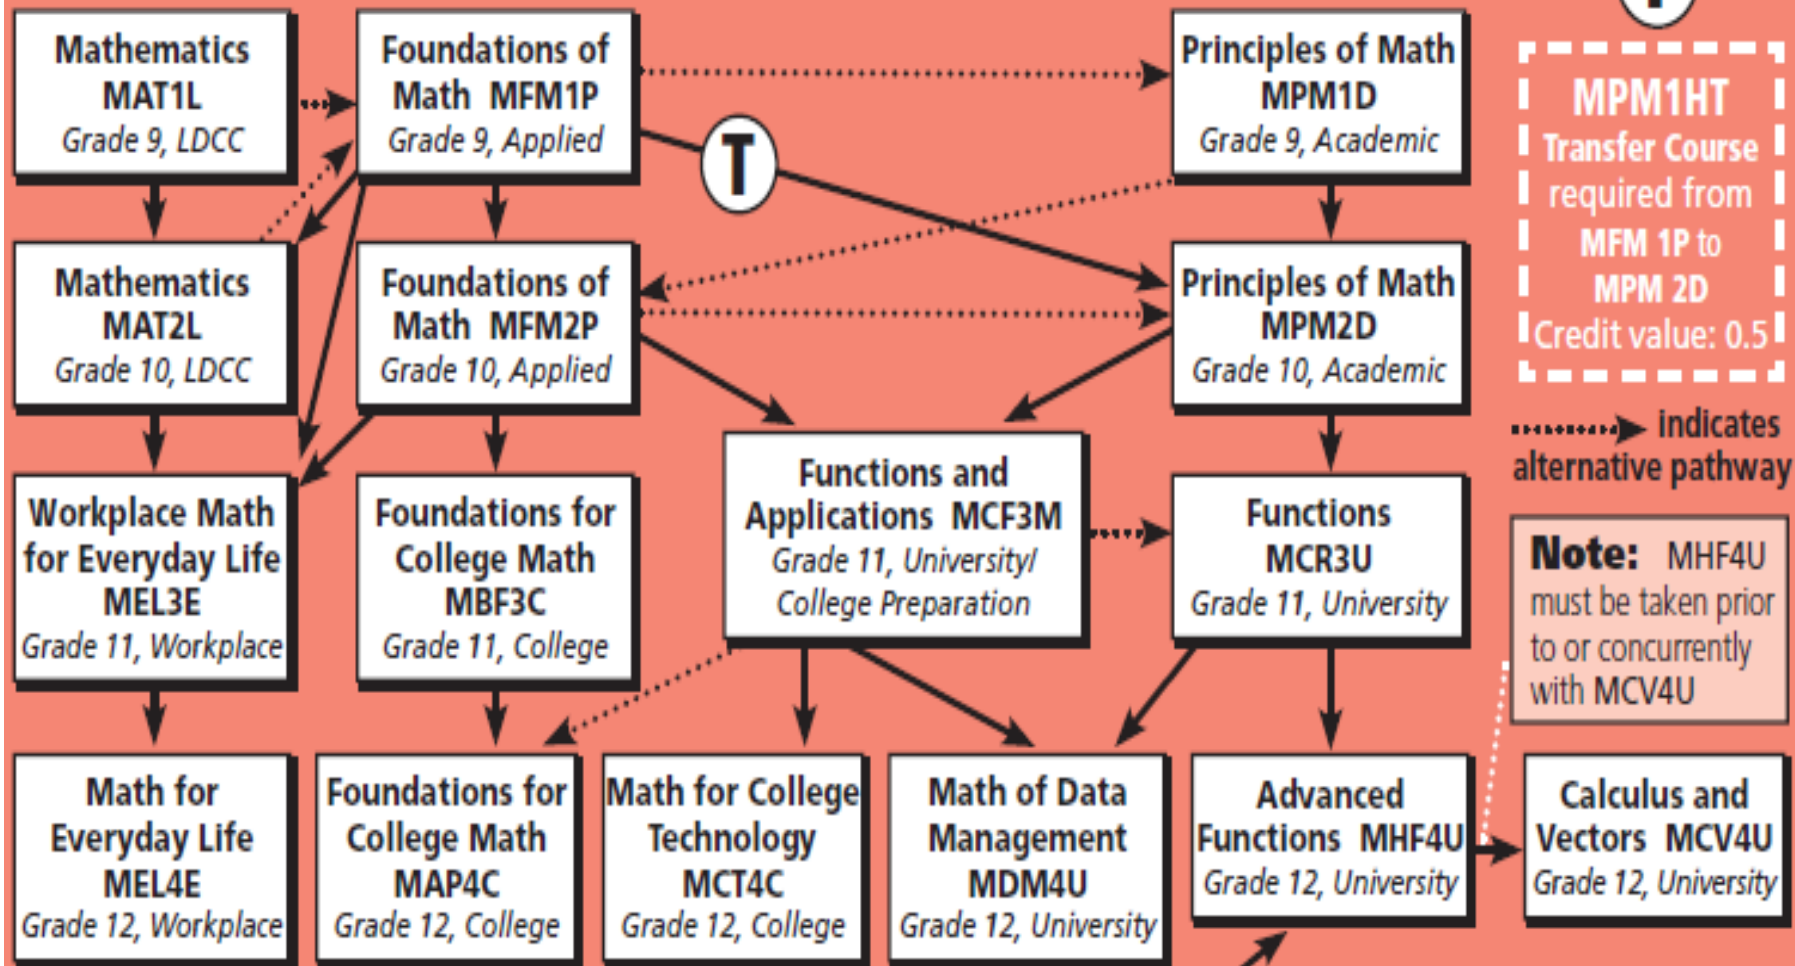 Mathematics
MAT1L
Grade 9, LDCC
Foundations of
Math MFM1P
Grade 9, Applied
T
Principles of Math
MPM1D
Grade 9, Academic
MPM1HT
Transfer Course
required from
MFM 1P to
MPM 2D
Credit value: 0.5
Mathematics
MAT2L
Grade 10, LDCC
Foundations of
Math MFM2P
Grade 10, Applied
Principles of Math
MPM2D
Grade 10, Academic
indicates
alternative pathway
Workplace Math
for Everyday Life
MEL3E
Grade 11, Workplace
Foundations for
College Math
MBF3C
Grade 11, College
Functions and
Applications MCF3M
Grade 11, University/
College Preparation
Functions
MCR3U
Grade 11, University
Note: MHF4U
must be taken prior
to or concurrently
with MCV4U
Math for
Everyday Life
MEL4E
Grade 12, Workplace
Foundations for
College Math
MAP4C
Grade 12, College
Math for College
Technology
MCT4C
Grade 12, College
Math of Data
Management
MDM4U
Grade 12, University
Advanced
Functions MHF4U
Grade 12, University
Calculus and
Vectors MCV4U
Grade 12, University